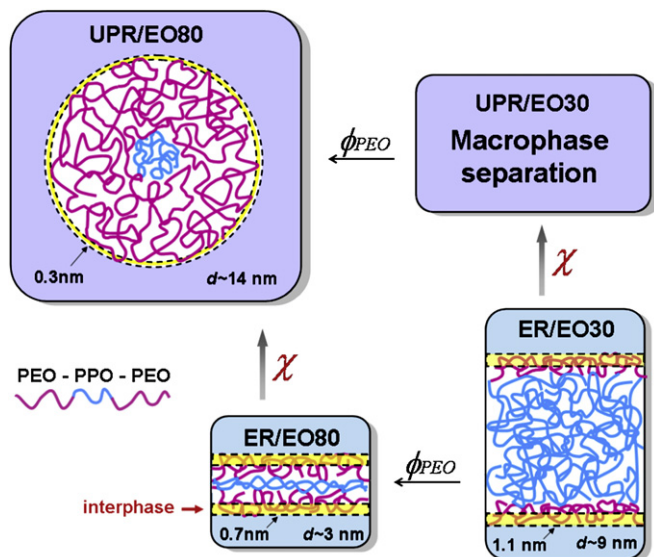 UPR/EO80
0.3nm
d~14 nm
ϕPEO
UPR/EO30
Macrophase
separation
χ
χ
PEO - PPO - PEO
ER/EO80
interphase
0.7nm
d~3 nm
ϕPEO
ER/EO30
1.1 nm
d~9 nm